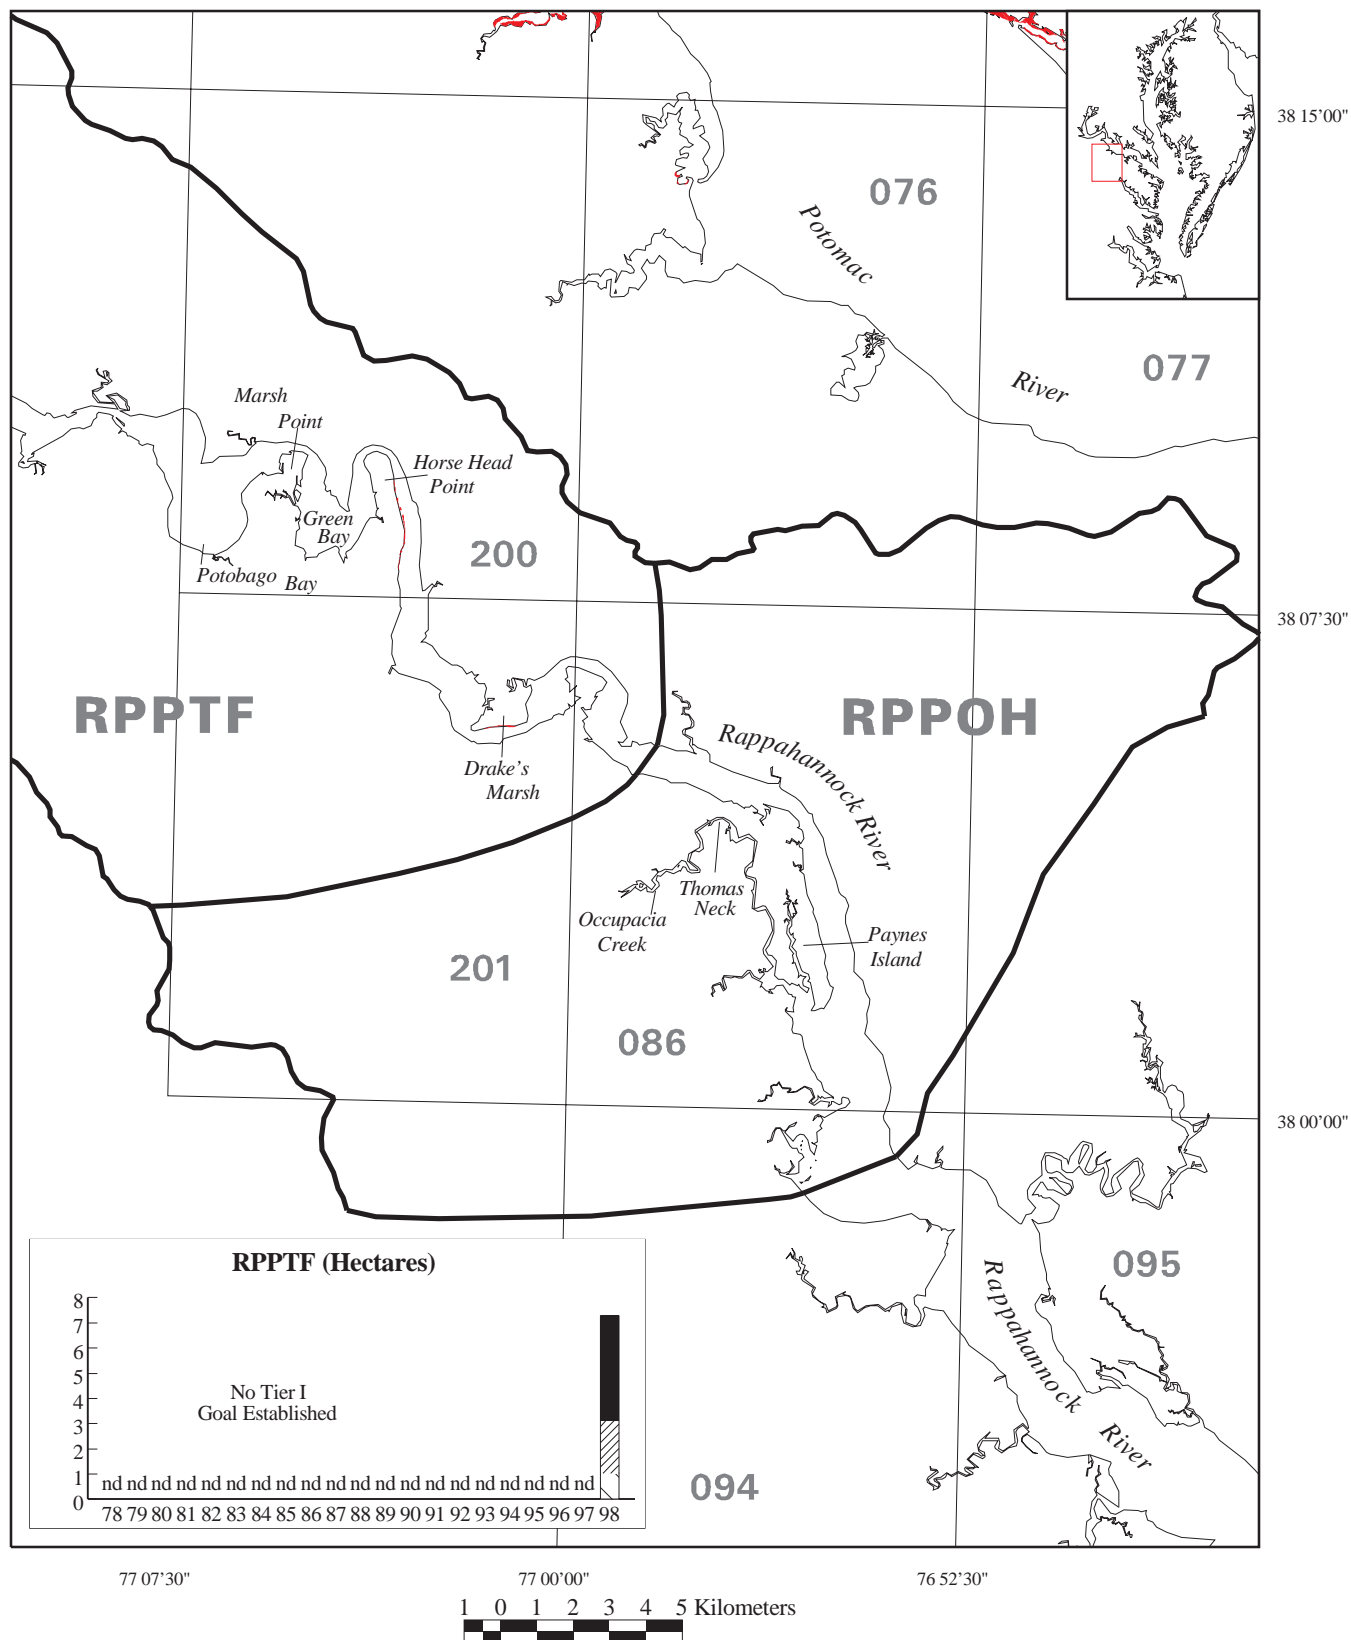 38 15'00"
076
Potomac
River
077
Marsh
Point
Horse Head
Point
Green
Bay
200
Potobago Bay
38 07'30"
RPPTF
RPPOH
Rappahannock River
Drake's
Marsh
Thomas
Neck
Occupacia
Creek
Paynes
Island
201
086
38 00'00"
095
Rappahannock
River
094
RPPTF (Hectares)
8
7
6
5
4
3
2
1
0
No Tier I
Goal Established
nd nd nd nd nd nd nd nd nd nd nd nd nd nd nd nd nd nd nd nd
78 79 80 81 82 83 84 85 86 87 88 89 90 91 92 93 94 95 96 97 98
77 07'30" 77 00'00" 76 52'30"
1 0 1 2 3 4 5 Kilometers